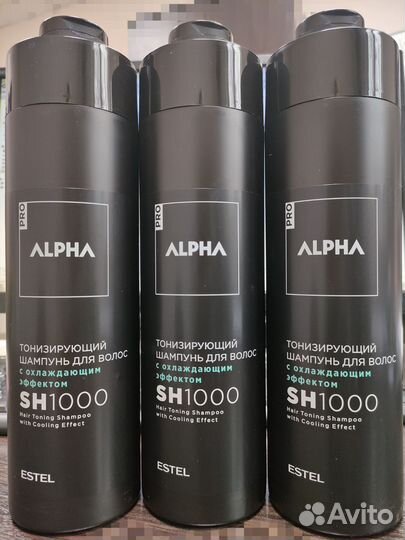 PRO
ALPHA
ТОНИЗИРУЮЩИЙ
ШАМПУНЬ ДЛЯ ВОЛОС
С ОХЛАЖДАЮЩИМ
ЭФФЕКТОМ
SH1000
Hair Toning Shampoo
with Cooling Effect
ESTEL
PRO
ALPHA
ТОНИЗИРУЮЩИЙ
ШАМПУНЬ ДЛЯ ВОЛОС
С ОХЛАЖДАЮЩИМ
ЭФФЕКТОМ
SH1000
Hair Toning Shampoo
with Cooling Effect
ESTEL
PRO
ALPHA
ТОНИЗИРУЮЩИЙ
ШАМПУНЬ ДЛЯ ВОЛОС
С ОХЛАЖДАЮЩИМ
ЭФФЕКТОМ
SH1000
Hair Toning Shampoo
with Cooling Effect
ESTEL
Avito